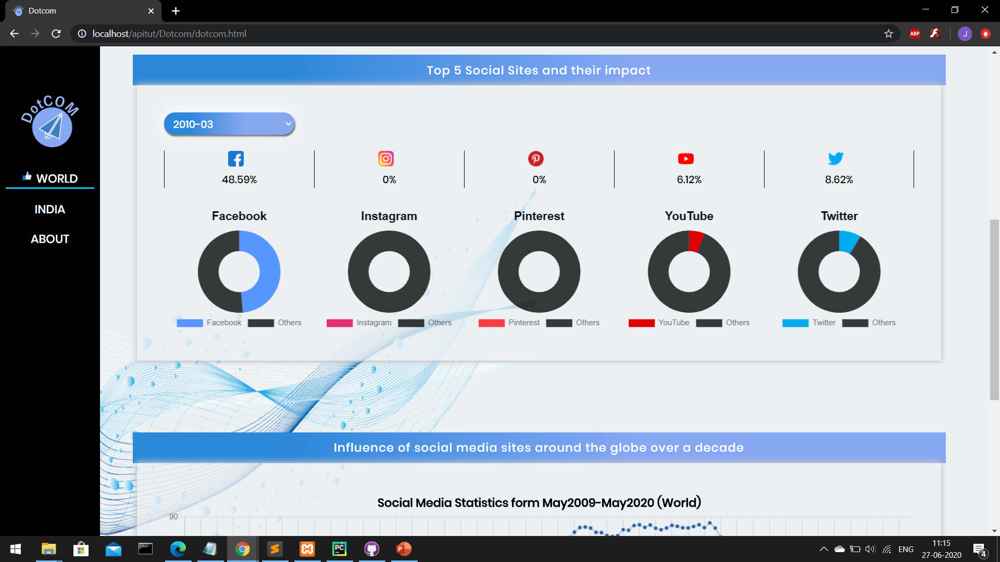 Dotcom
localhost/apitut/Dotcom/dotcom.html
ABP
J
DotCOM
WORLD
INDIA
ABOUT
Top 5 Social Sites and their impact
2010-03
48.59%
0%
0%
6.12%
8.62%
Facebook
Instagram
Pinterest
YouTube
Twitter
Facebook Others
Instagram Others
Pinterest Others
YouTube Others
Twitter Others
Influence of social media sites around the globe over a decade
Social Media Statistics form May2009-May2020 (World)
90
PC
P
ENG
11:15
27-06-2020
4